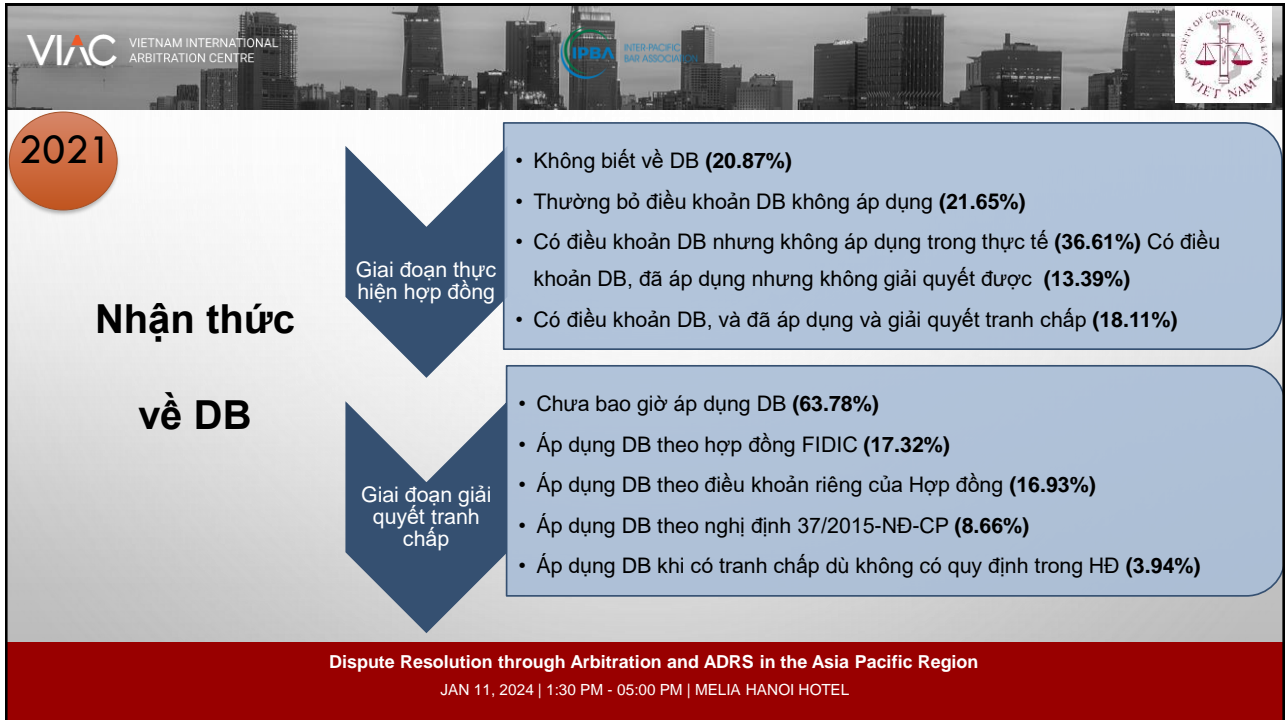 VIAC VIETNAM INTERNATIONAL
ARBITRATION CENTRE
IPBA INTER-PACIFIC
BAR ASSOCIATION
SOCIETY OF CONSTRUCTION LAW
VIET NAM
2021
Nhận thức
về DB
Giai đoạn thực
hiện hợp đồng
• Không biết về DB (20.87%)
• Thường bỏ điều khoản DB không áp dụng (21.65%)
• Có điều khoản DB nhưng không áp dụng trong thực tế (36.61%) Có điều
khoản DB, đã áp dụng nhưng không giải quyết được (13.39%)
• Có điều khoản DB, và đã áp dụng và giải quyết tranh chấp (18.11%)
Giai đoạn giải
quyết tranh
chấp
• Chưa bao giờ áp dụng DB (63.78%)
• Áp dụng DB theo hợp đồng FIDIC (17.32%)
• Áp dụng DB theo điều khoản riêng của Hợp đồng (16.93%)
• Áp dụng DB theo nghị định 37/2015-NĐ-CP (8.66%)
• Áp dụng DB khi có tranh chấp dù không có quy định trong HĐ (3.94%)
Dispute Resolution through Arbitration and ADRS in the Asia Pacific Region
JAN 11, 2024 | 1:30 PM - 05:00 PM | MELIA HANOI HOTEL